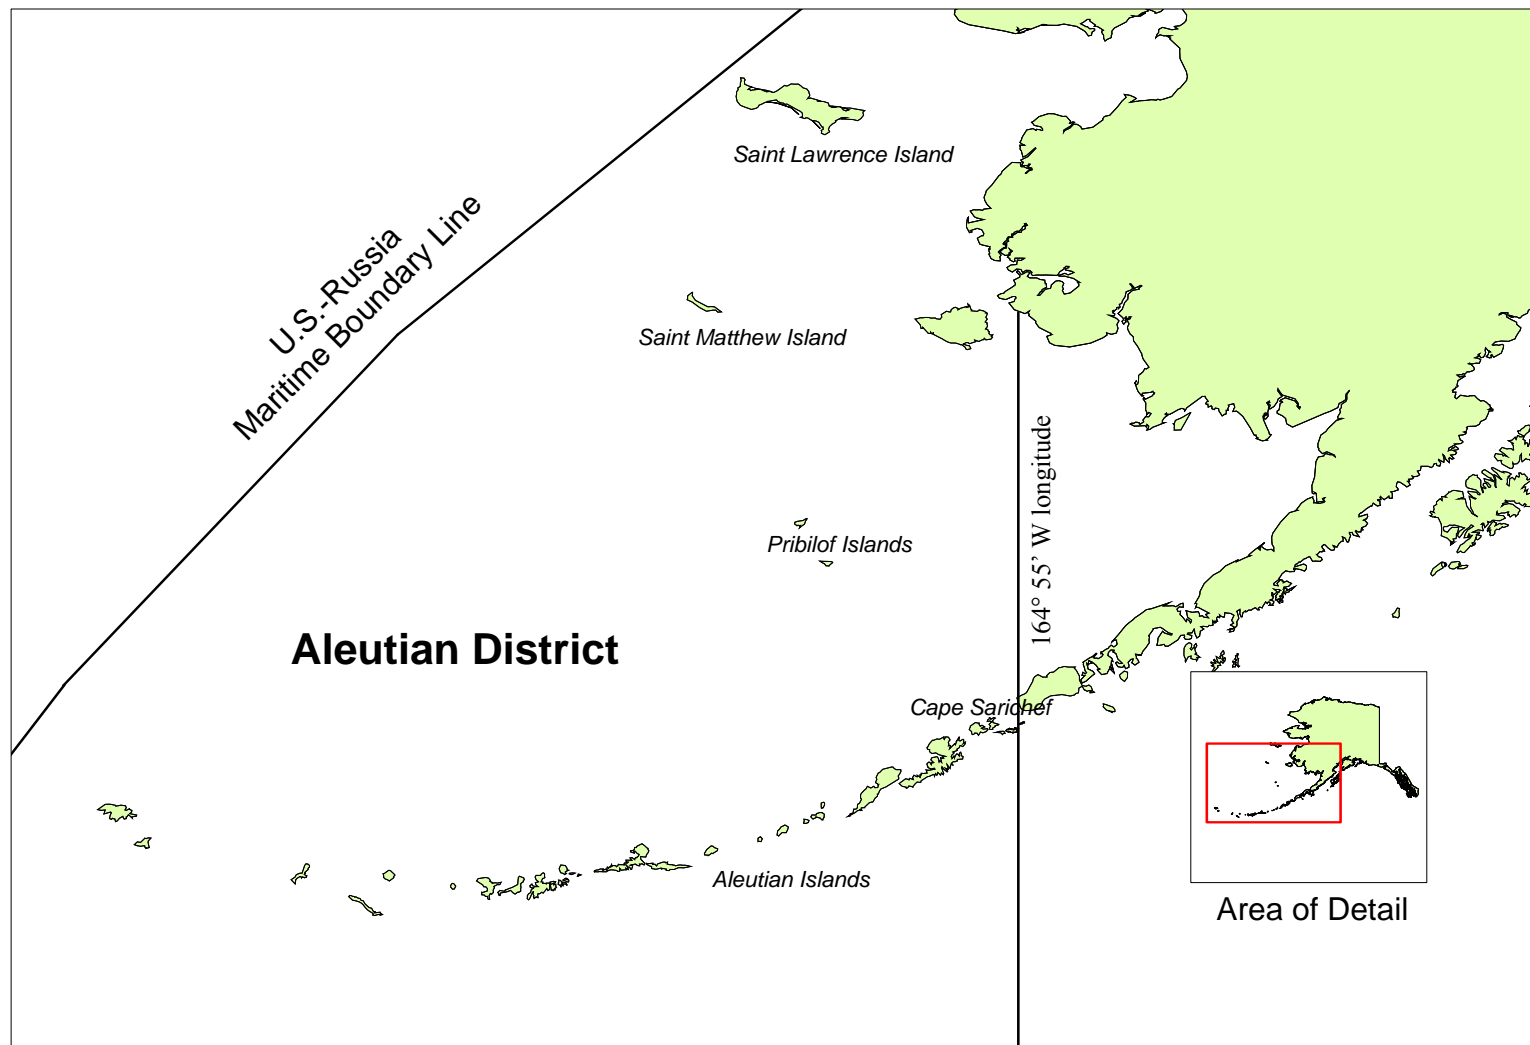 Saint Lawrence Island
U.S.-Russia
Maritime Boundary Line
Saint Matthew Island
164° 55’ W longitude
Pribilof Islands
Aleutian District
Cape Sarichef
Aleutian Islands
Area of Detail